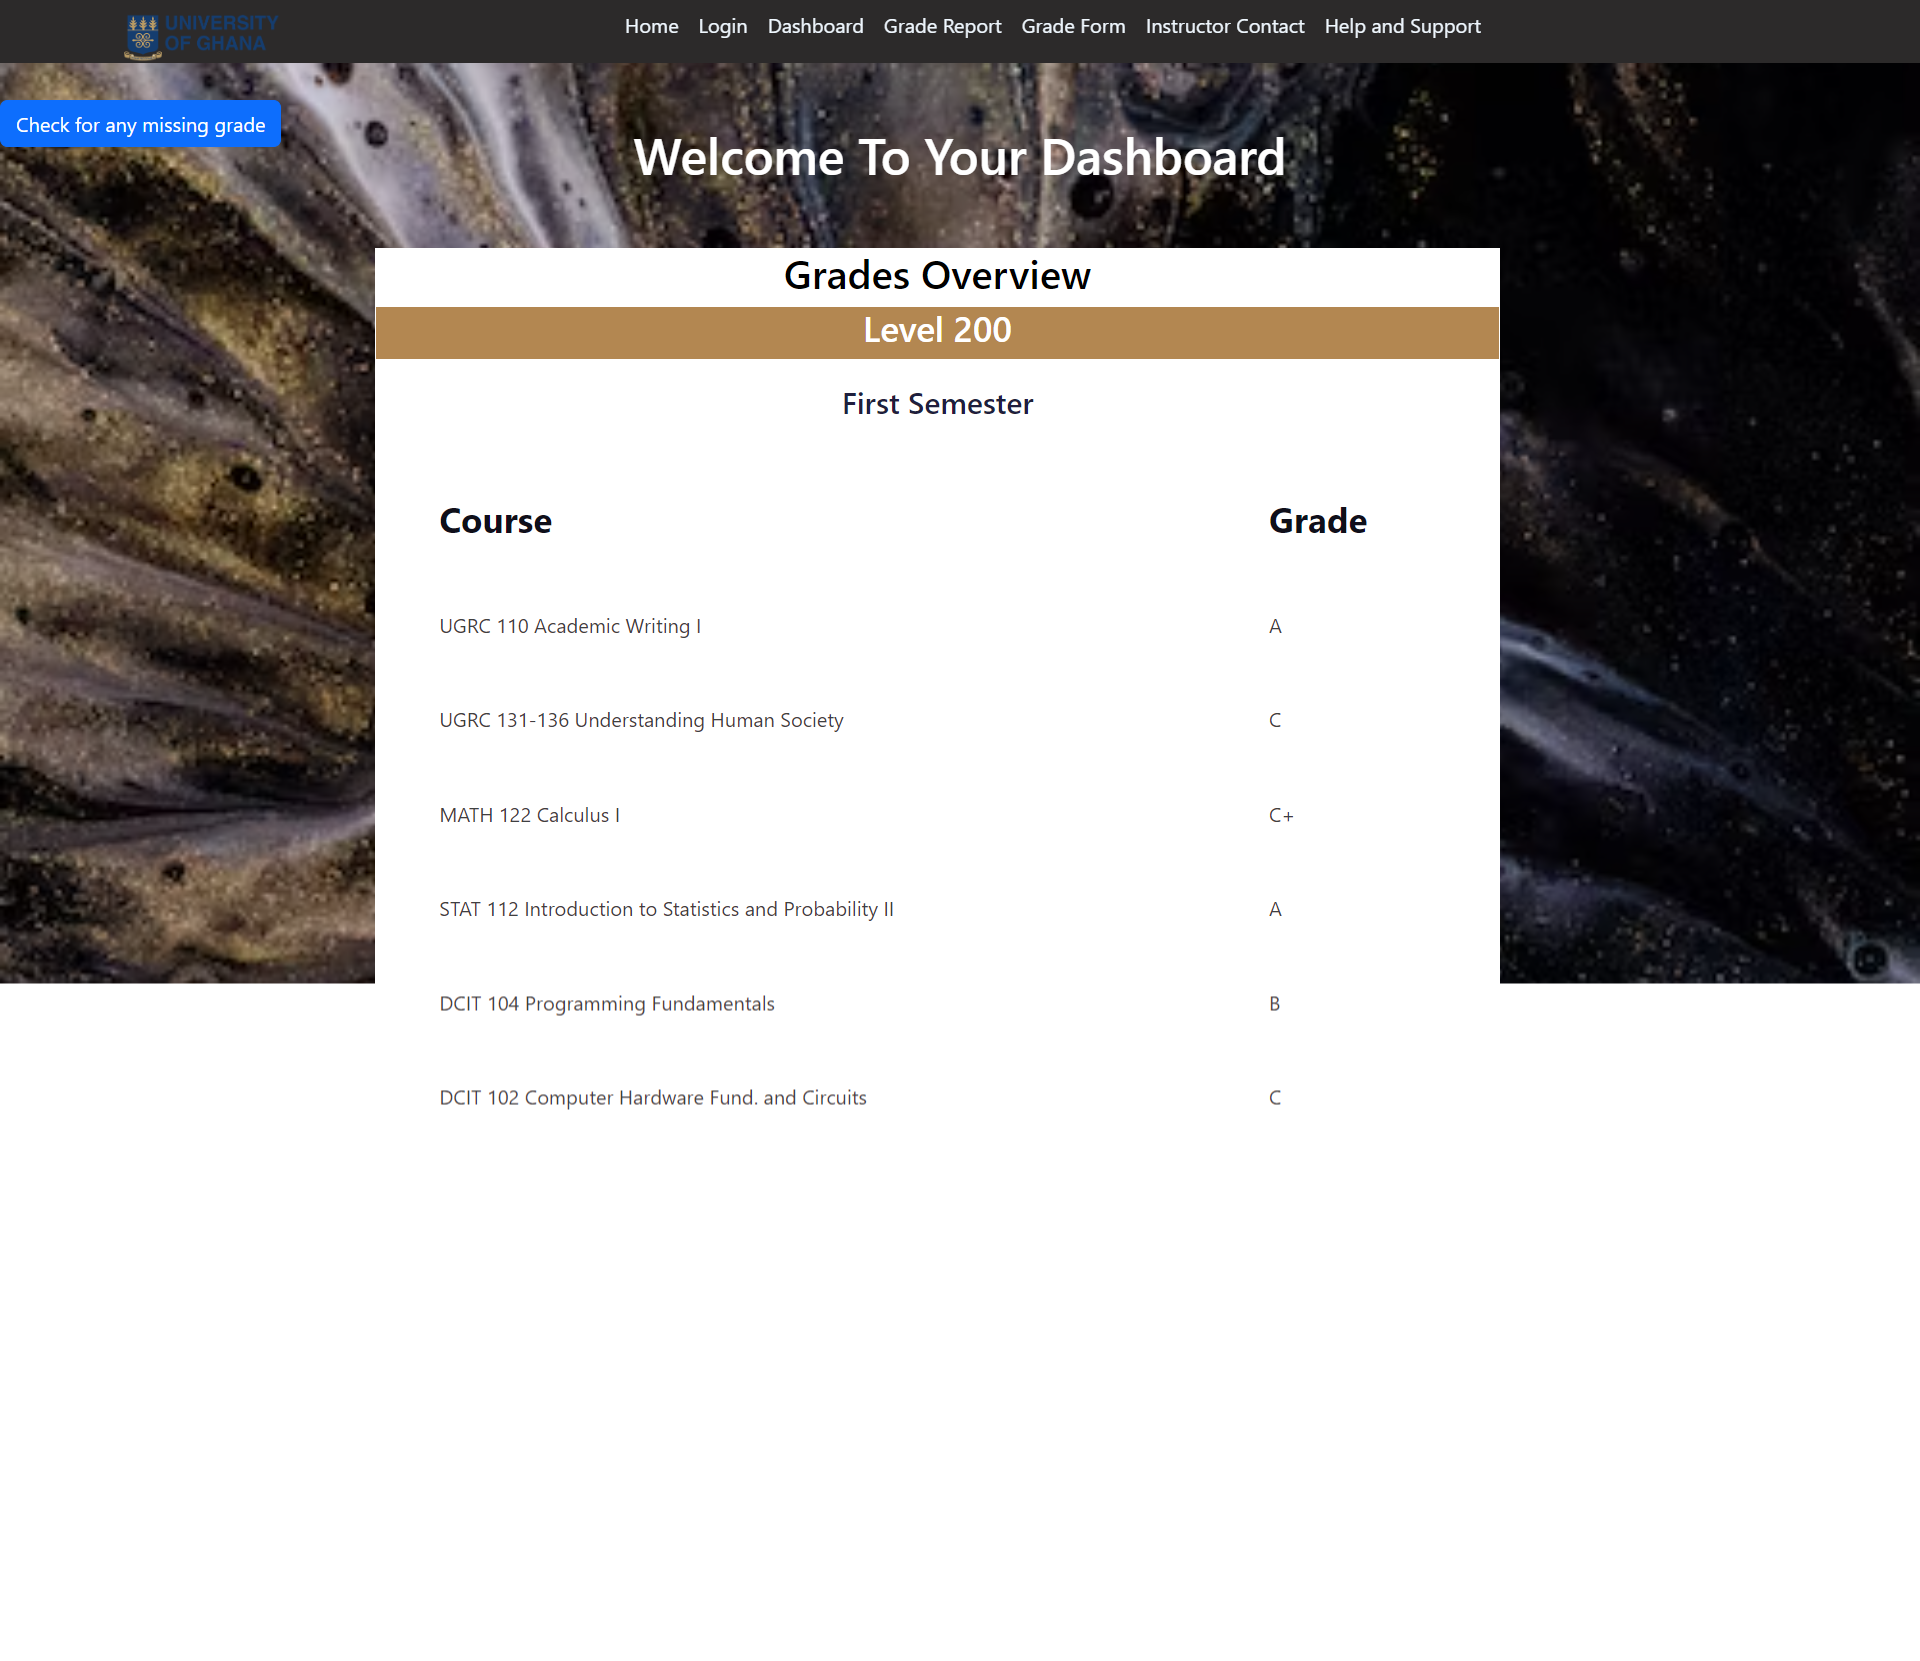 UNIVERSITY
OF GHANA
Home Login Dashboard Grade Report Grade Form Instructor Contact Help and Support
Check for any missing grade
Welcome To Your Dashboard
Grades Overview
Level 200
First Semester
Course Grade
UGRC 110 Academic Writing I A
UGRC 131-136 Understanding Human Society C
MATH 122 Calculus I C+
STAT 112 Introduction to Statistics and Probability II A
DCIT 104 Programming Fundamentals B
DCIT 102 Computer Hardware Fund. and Circuits C